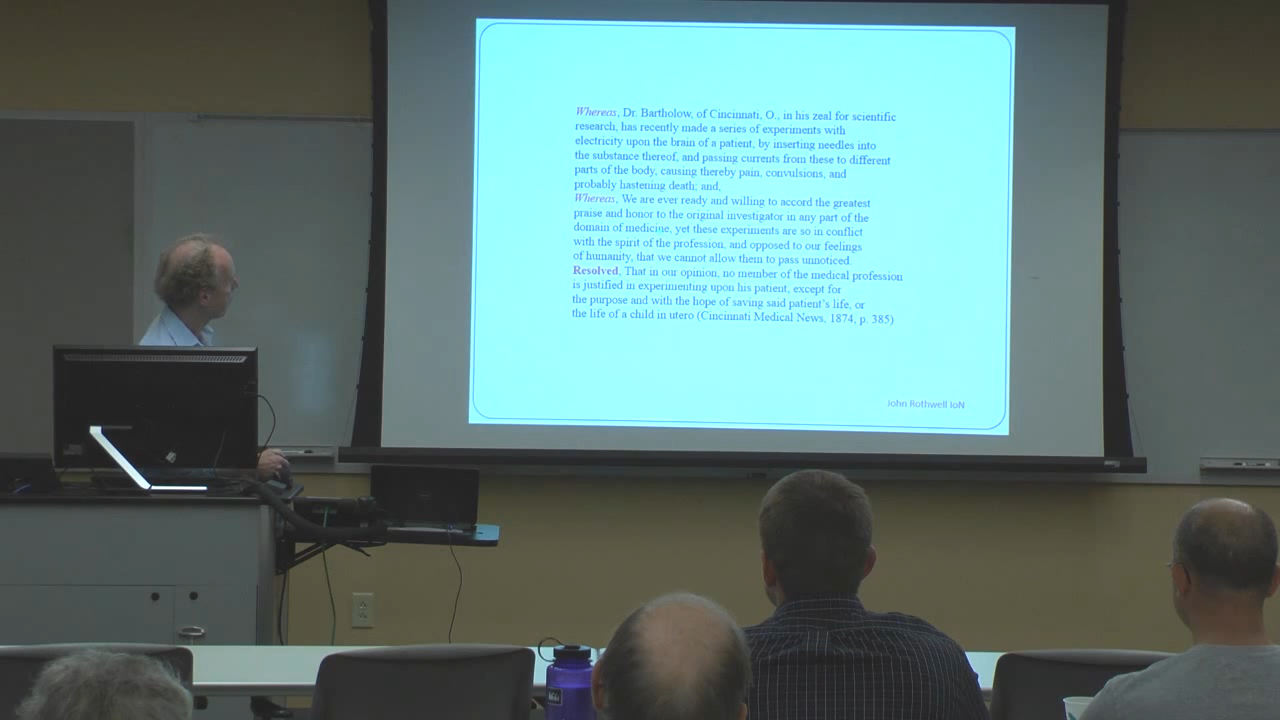 Whereas, Dr. Bartholow, of Cincinnati, O., in his zeal for scientific
research, has recently made a series of experiments with
electricity upon the brain of a patient, by inserting needles into
the substance thereof, and passing currents from these to different
parts of the body, causing thereby pain, convulsions, and
probably hastening death; and,
Whereas, We are ever ready and willing to accord the greatest
praise and honor to the original investigator in any part of the
domain of medicine, yet these experiments are so in conflict
with the spirit of the profession, and opposed to our feelings
of humanity, that we cannot allow them to pass unnoticed.
Resolved, That in our opinion, no member of the medical profession
is justified in experimenting upon his patient, except for
the purpose and with the hope of saving said patient's life, or
the life of a child in utero (Cincinnati Medical News, 1874, p. 385)
John Rothwell IoN